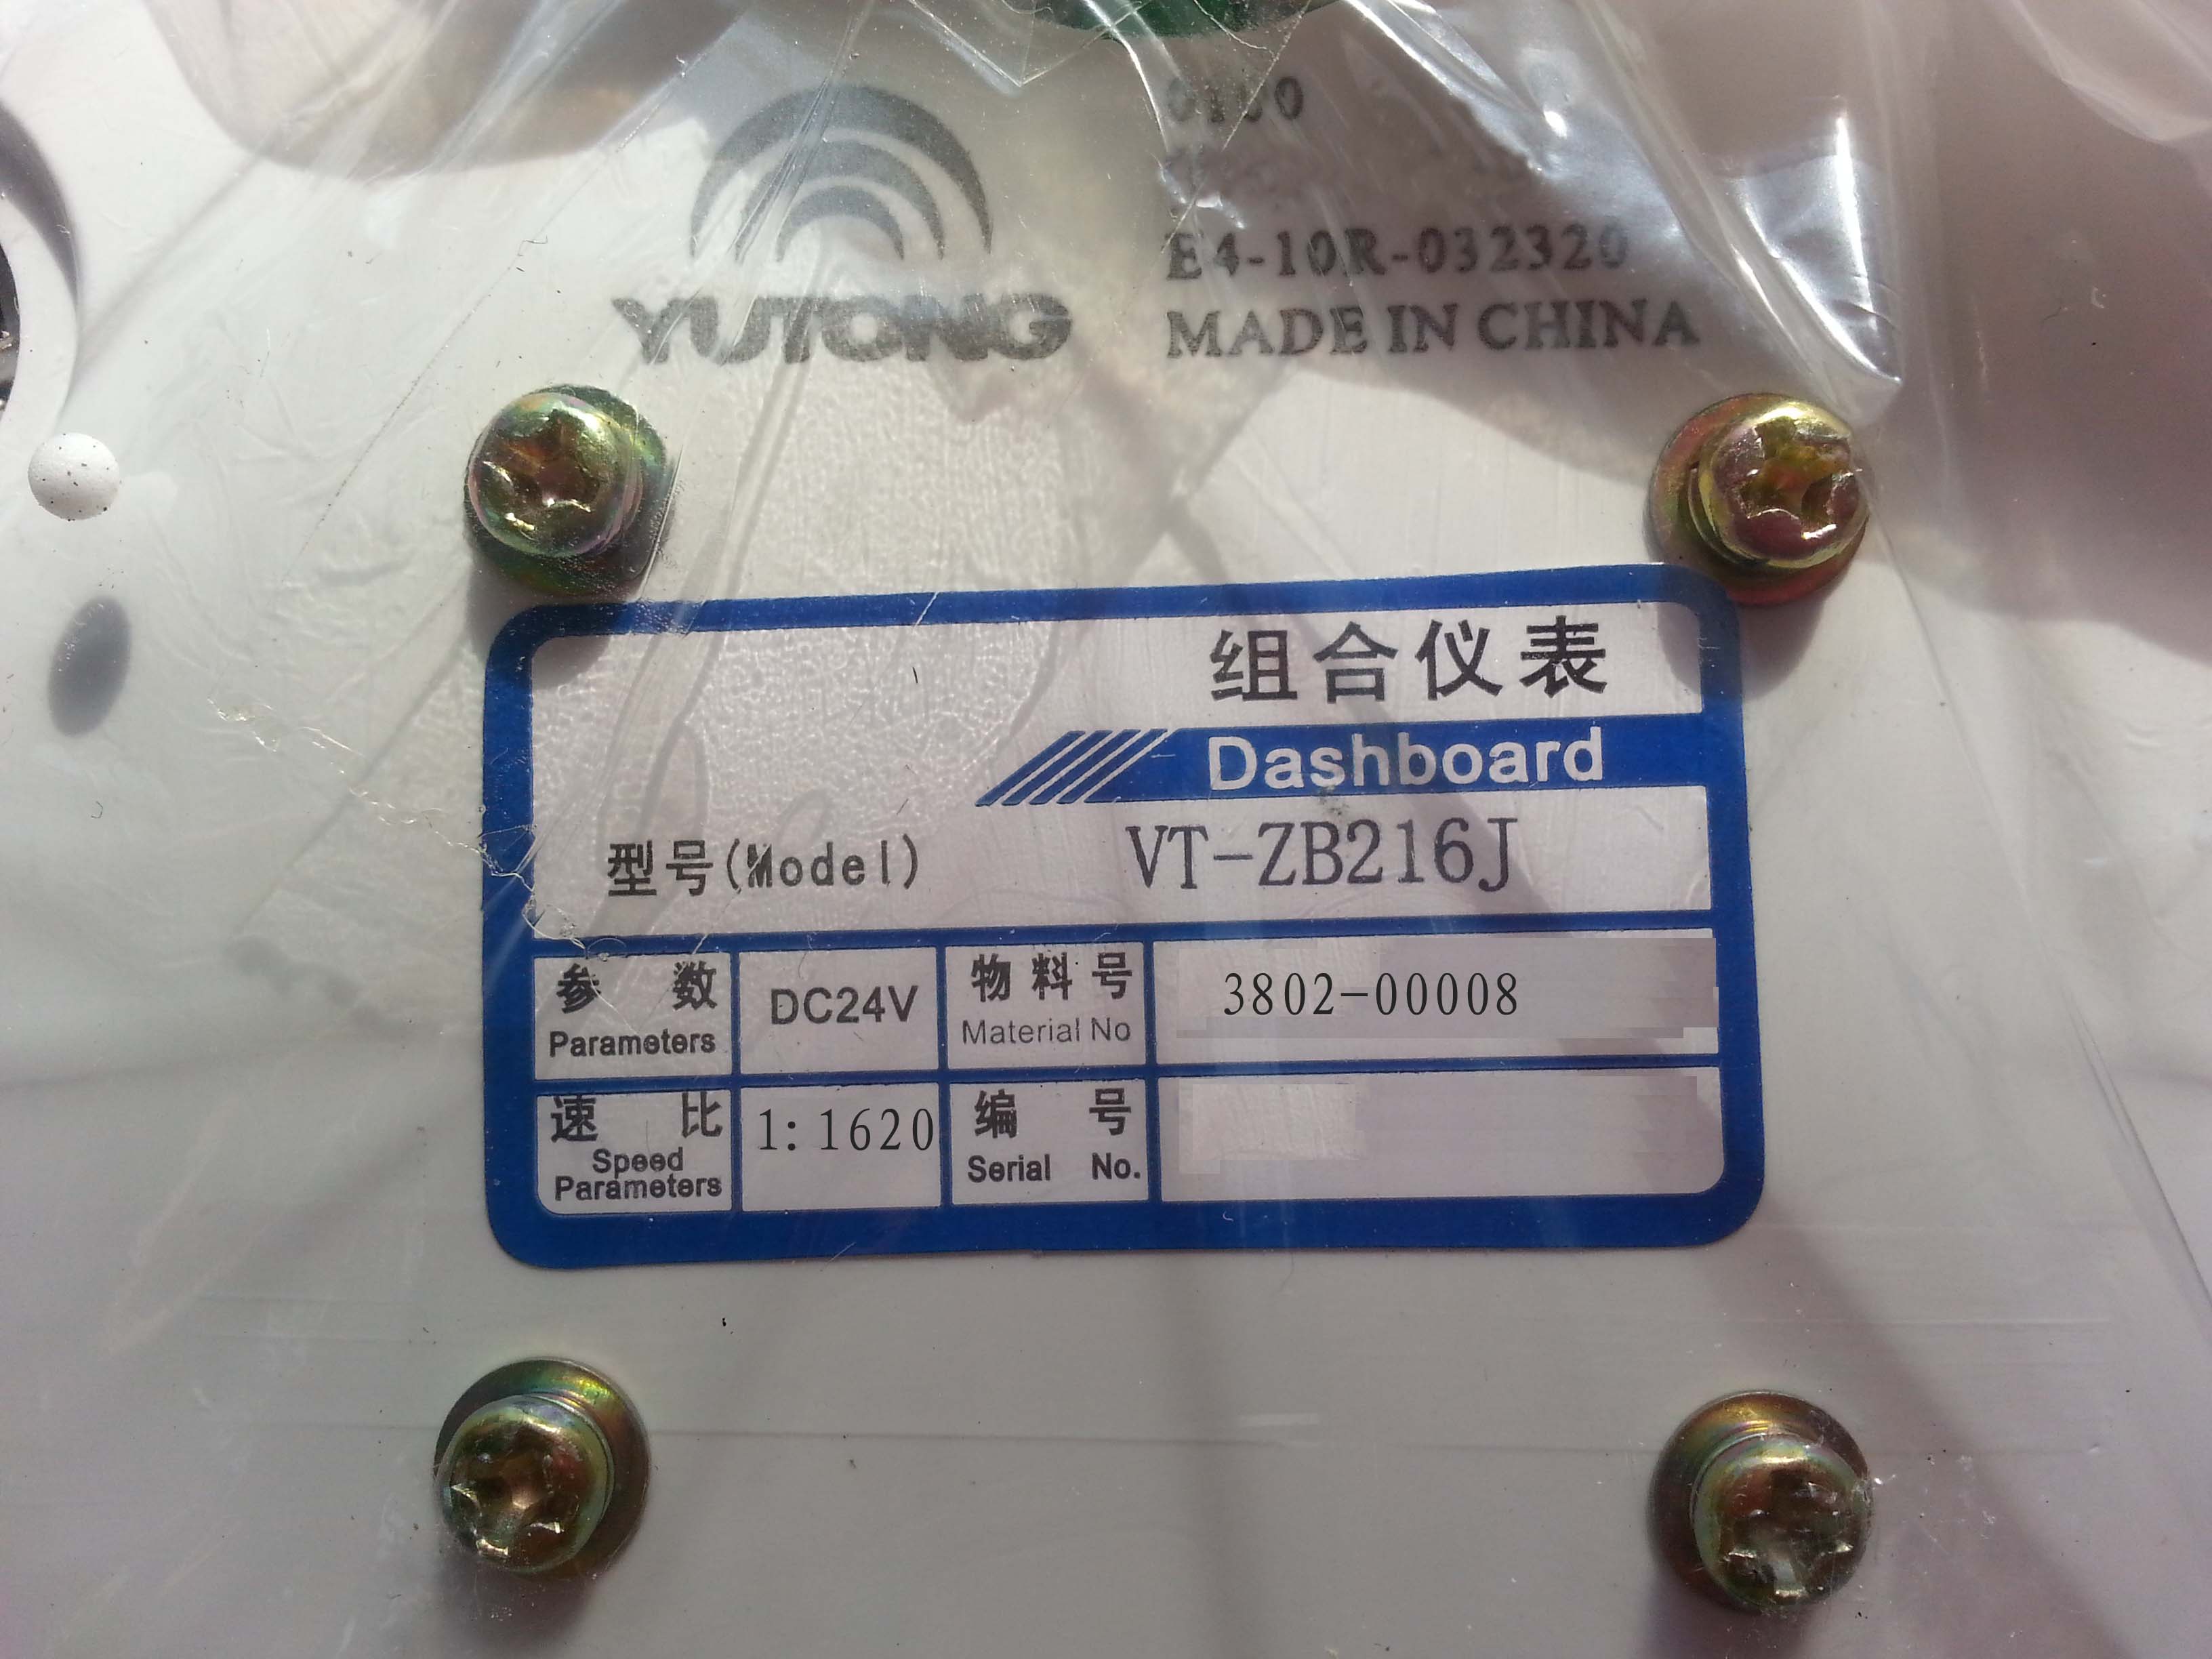 YUTONG
E4-10R-032320
MADE IN CHINA
组合仪表
Dashboard
型号(Model) VT-ZB216J
参 数 DC24V 物料号 3802-00008
Parameters Material No
速 比 1:1620 编 号
Speed Serial No.
Parameters